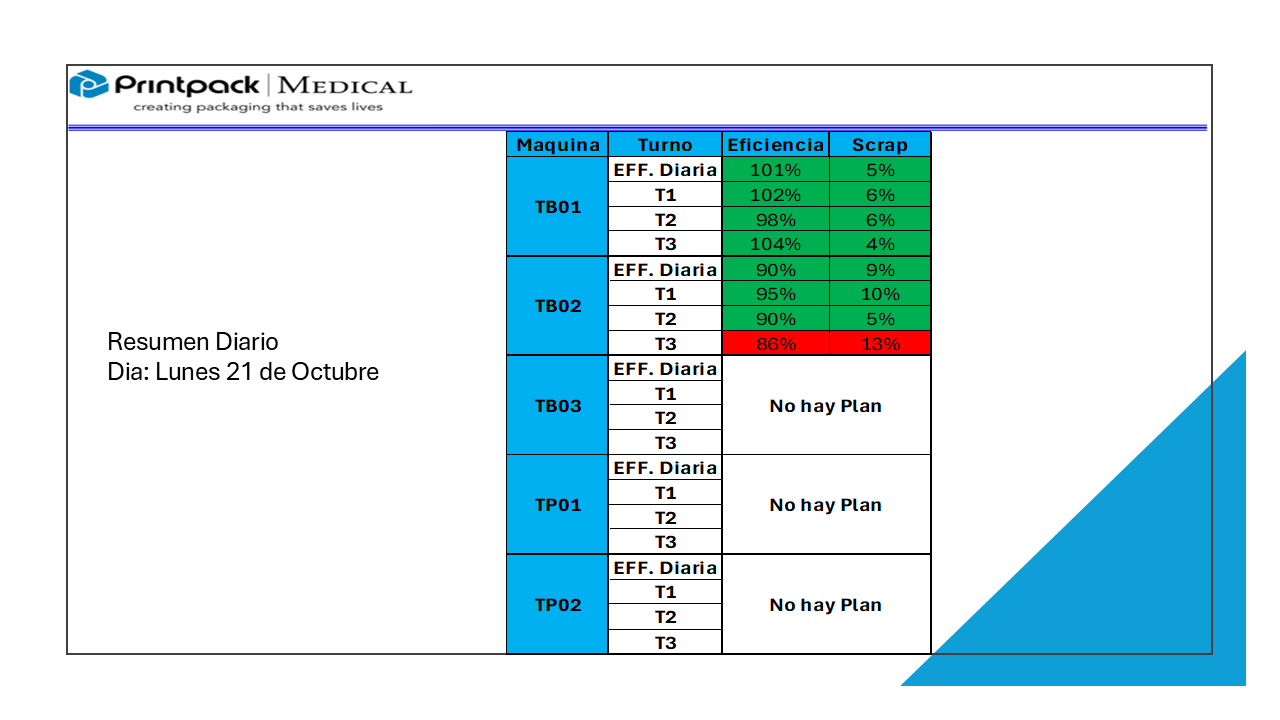 Printpack | MEDICAL
creating packaging that saves lives
Resumen Diario
Dia: Lunes 21 de Octubre
Maquina Turno Eficiencia Scrap
TB01
EFF. Diaria 101% 5%
T1 102% 6%
T2 98% 6%
T3 104% 4%
TB02
EFF. Diaria 90% 9%
T1 95% 10%
T2 90% 5%
T3 86% 13%
TB03
EFF. Diaria
T1
T2
T3
No hay Plan
TP01
EFF. Diaria
T1
T2
T3
No hay Plan
TP02
EFF. Diaria
T1
T2
T3
No hay Plan